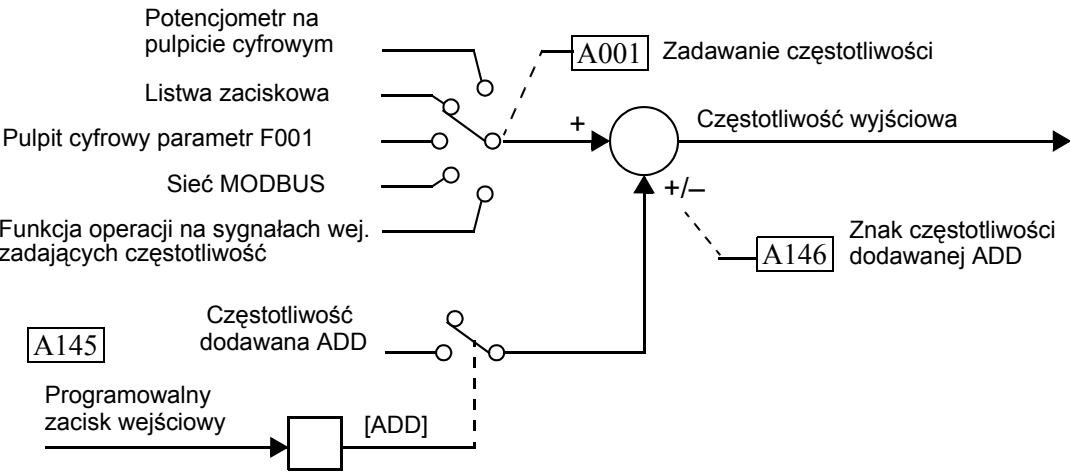 Potencjometr na
pulpicie cyfrowym
A001 Zadawanie częstotliwości
Listwa zaciskowa
Pulpit cyfrowy parametr F001
+
Częstotliwość wyjściowa
Sieć MODBUS
+/–
Funkcja operacji na sygnałach wej.
zadających częstotliwość
A146
Znak częstotliwości
dodawanej ADD
A145
Częstotliwość
dodawana ADD
Programowalny
zacisk wejściowy
[ADD]